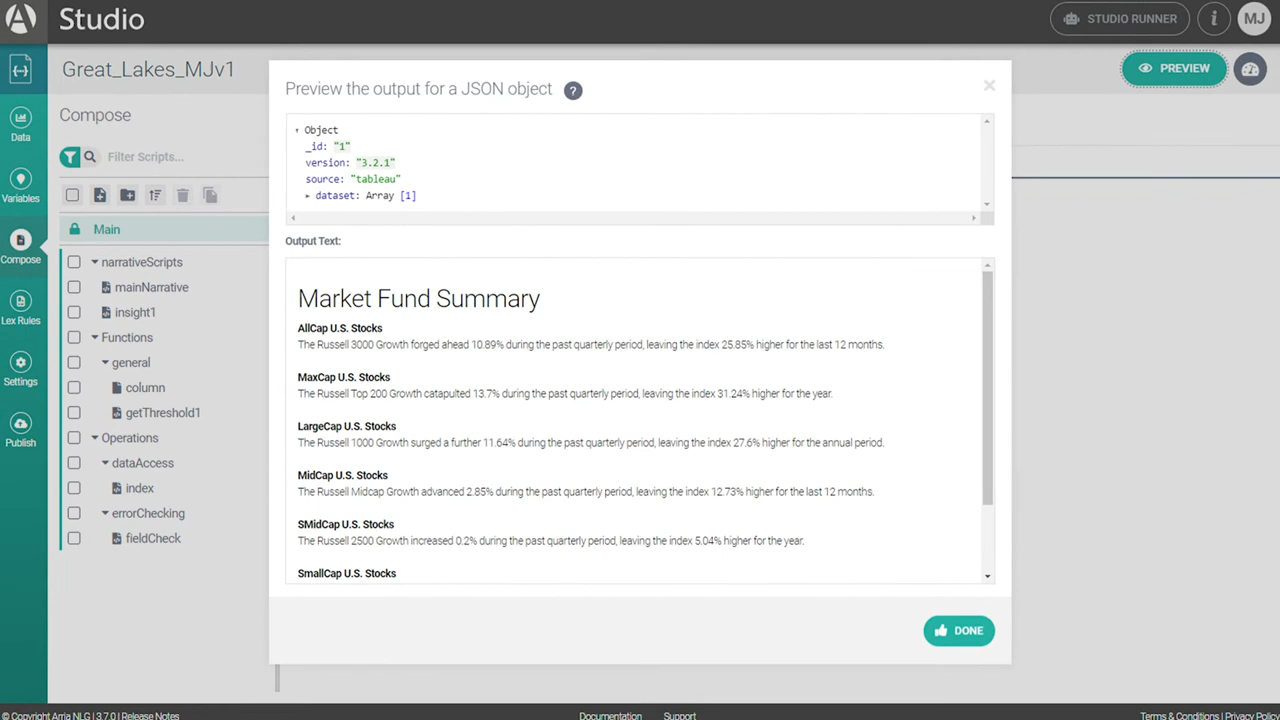 Studio
STUDIO RUNNER
i
MJ
Great_Lakes_MJv1
PREVIEW
Data
Variables
Compose
Lex Rules
Settings
Publish
Compose
Filter Scripts...
Main
narrativeScripts
mainNarrative
insight1
Functions
general
column
getThreshold1
Operations
dataAccess
index
errorChecking
fieldCheck
Preview the output for a JSON object ?
Object
_id: "1"
version: "3.2.1"
source: "tableau"
dataset: Array [1]
Output Text:
Market Fund Summary
AllCap U.S. Stocks
The Russell 3000 Growth forged ahead 10.89% during the past quarterly period, leaving the index 25.85% higher for the last 12 months.
MaxCap U.S. Stocks
The Russell Top 200 Growth catapulted 13.7% during the past quarterly period, leaving the index 31.24% higher for the year.
LargeCap U.S. Stocks
The Russell 1000 Growth surged a further 11.64% during the past quarterly period, leaving the index 27.6% higher for the annual period.
MidCap U.S. Stocks
The Russell Midcap Growth advanced 2.85% during the past quarterly period, leaving the index 12.73% higher for the last 12 months.
SMidCap U.S. Stocks
The Russell 2500 Growth increased 0.2% during the past quarterly period, leaving the index 5.04% higher for the year.
SmallCap U.S. Stocks
DONE
© Copyright Arria NLG | 3.7.0 | Release Notes
Documentation
Support
Terms & Conditions | Privacy Policy